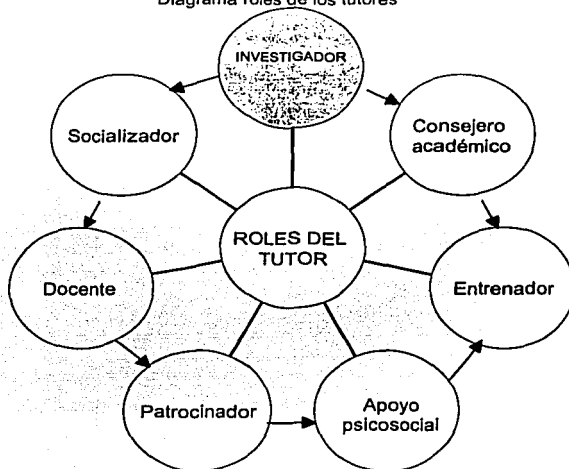 Diagrama roles de los tutores
INVESTIGADOR
Socializador
Consejero
académico
ROLES DEL
TUTOR
Docente
Entrenador
Patrocinador
Apoyo
psicosocial